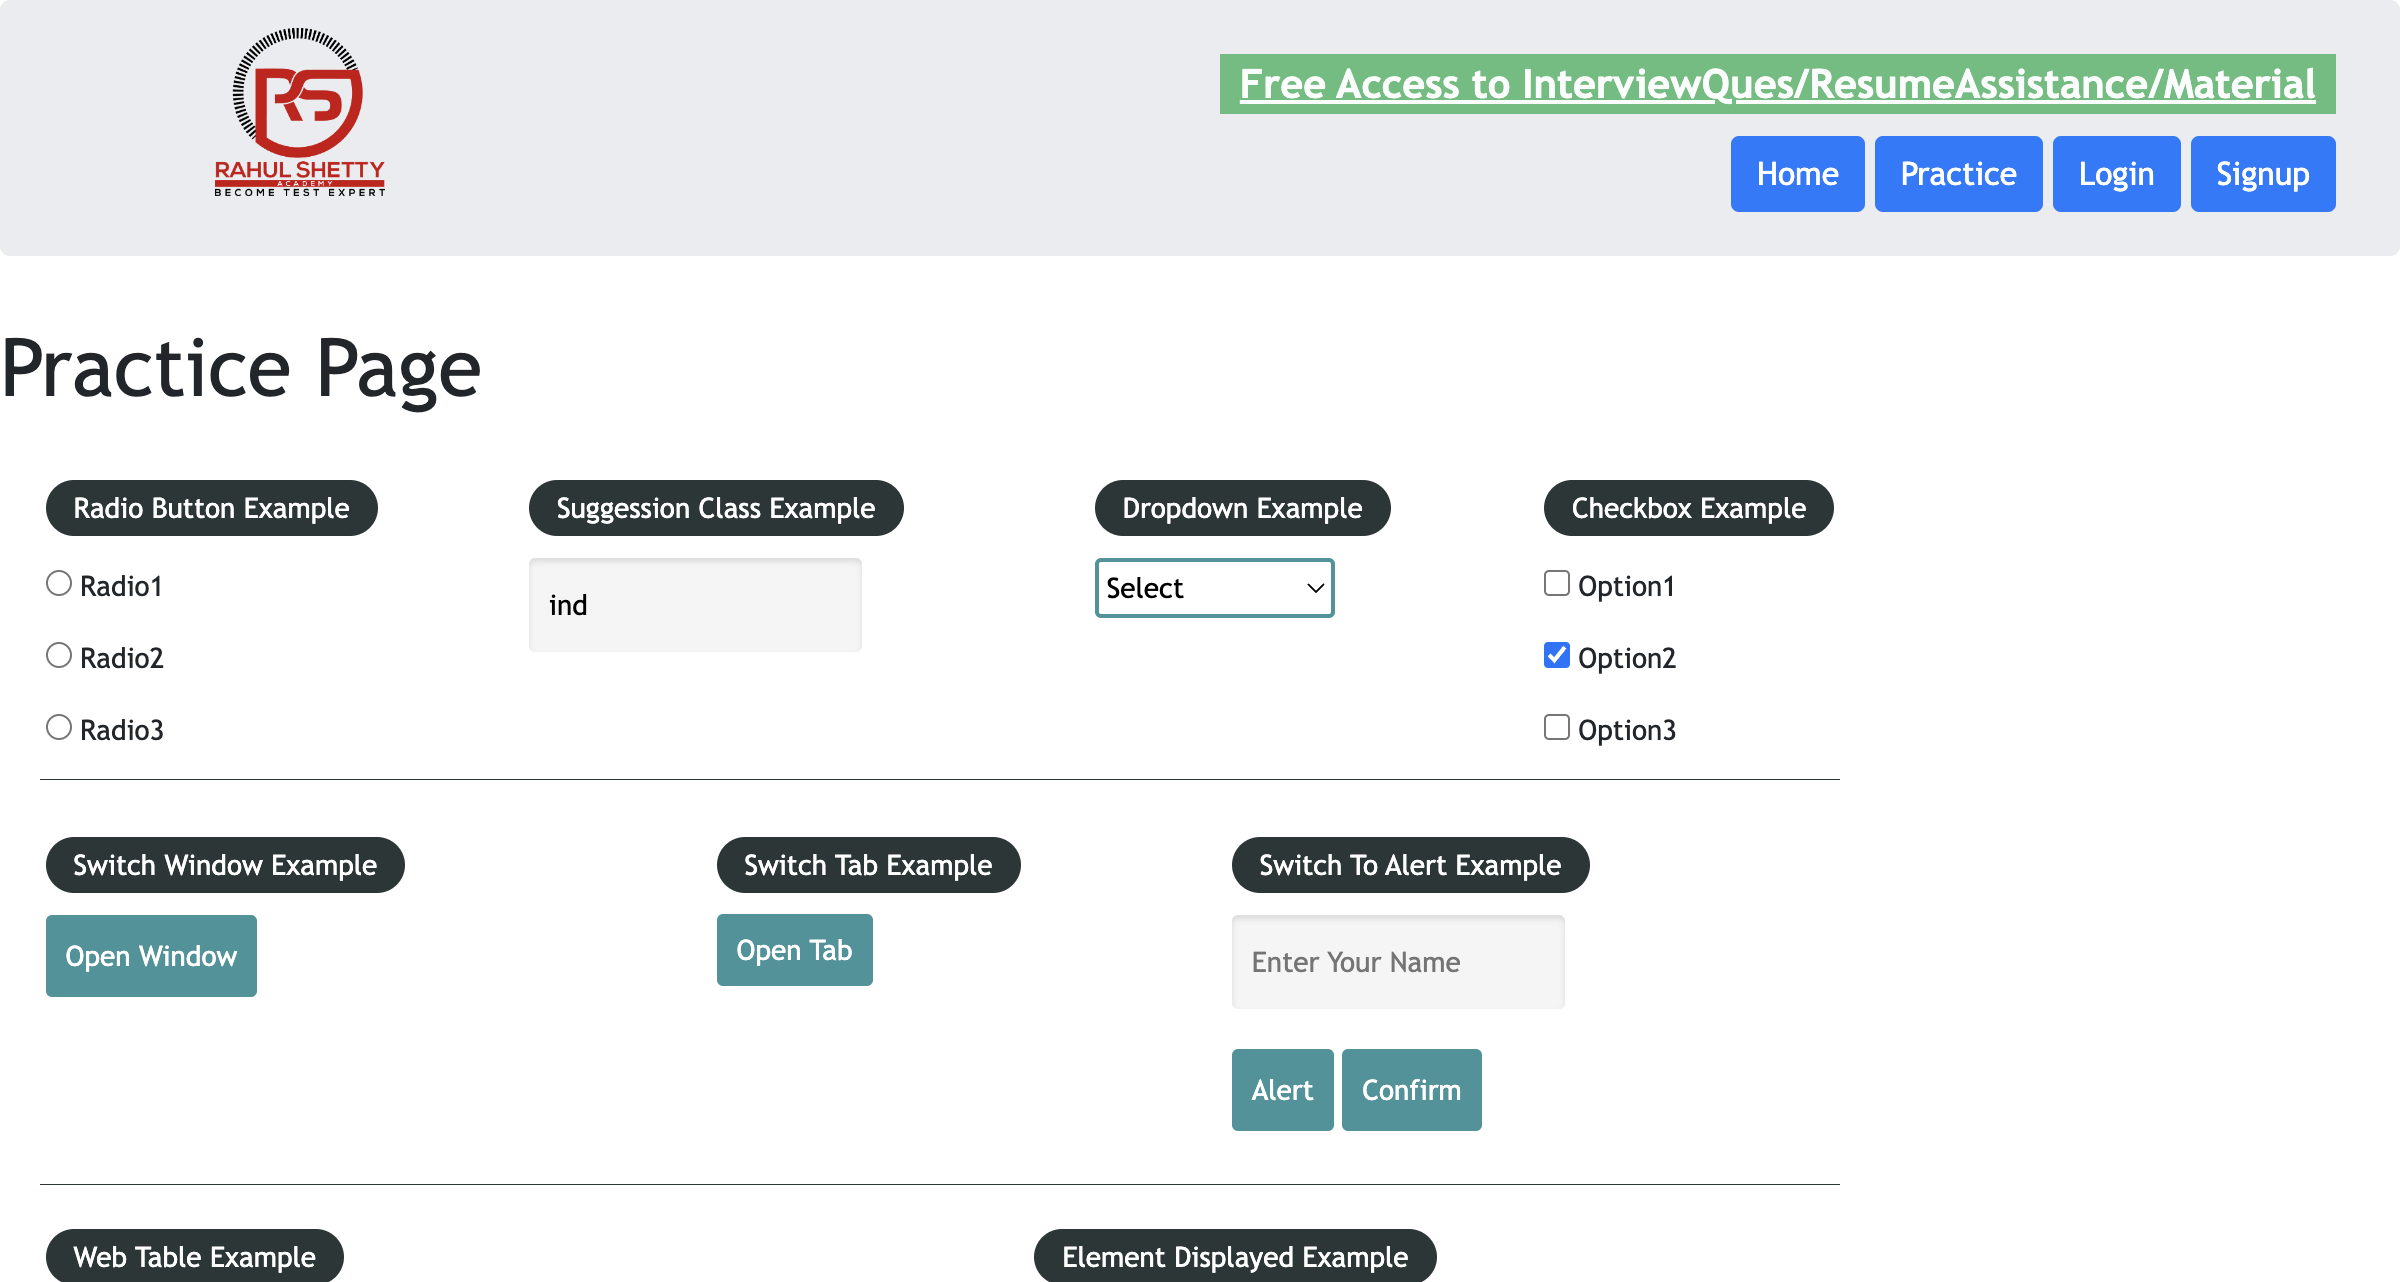 RAHUL SHETTY
ACADEMY
BECOME TEST EXPERT
Free Access to InterviewQues/ResumeAssistance/Material
Home Practice Login Signup
Practice Page
Radio Button Example Suggession Class Example Dropdown Example Checkbox Example
Radio1 ind Select Option1
Radio2 Option2
Radio3 Option3
Switch Window Example Switch Tab Example Switch To Alert Example
Open Window Open Tab Enter Your Name
Alert Confirm
Web Table Example Element Displayed Example